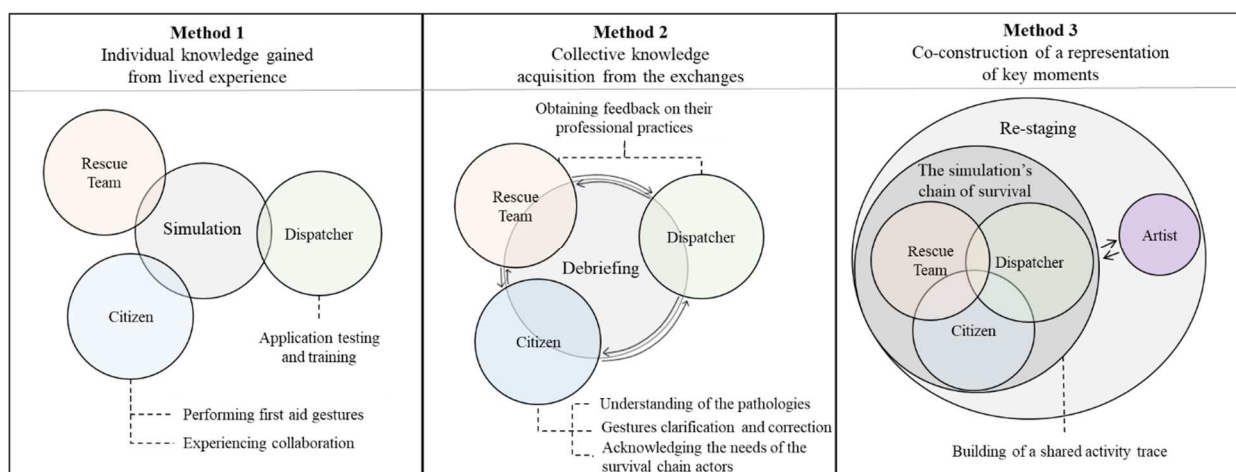 Method 1
Individual knowledge gained
from lived experience
Rescue
Team
Simulation
Dispatcher
Citizen
Application testing
and training
Performing first aid gestures
Experiencing collaboration
Method 2
Collective knowledge
acquisition from the exchanges
Obtaining feedback on their
professional practices
Rescue
Team
Dispatcher
Debriefing
Citizen
Understanding of the pathologies
Gestures clarification and correction
Acknowledging the needs of the
survival chain actors
Method 3
Co-construction of a representation
of key moments
Re-staging
The simulation's
chain of survival
Artist
Rescue
Team
Dispatcher
Citizen
Building of a shared activity trace